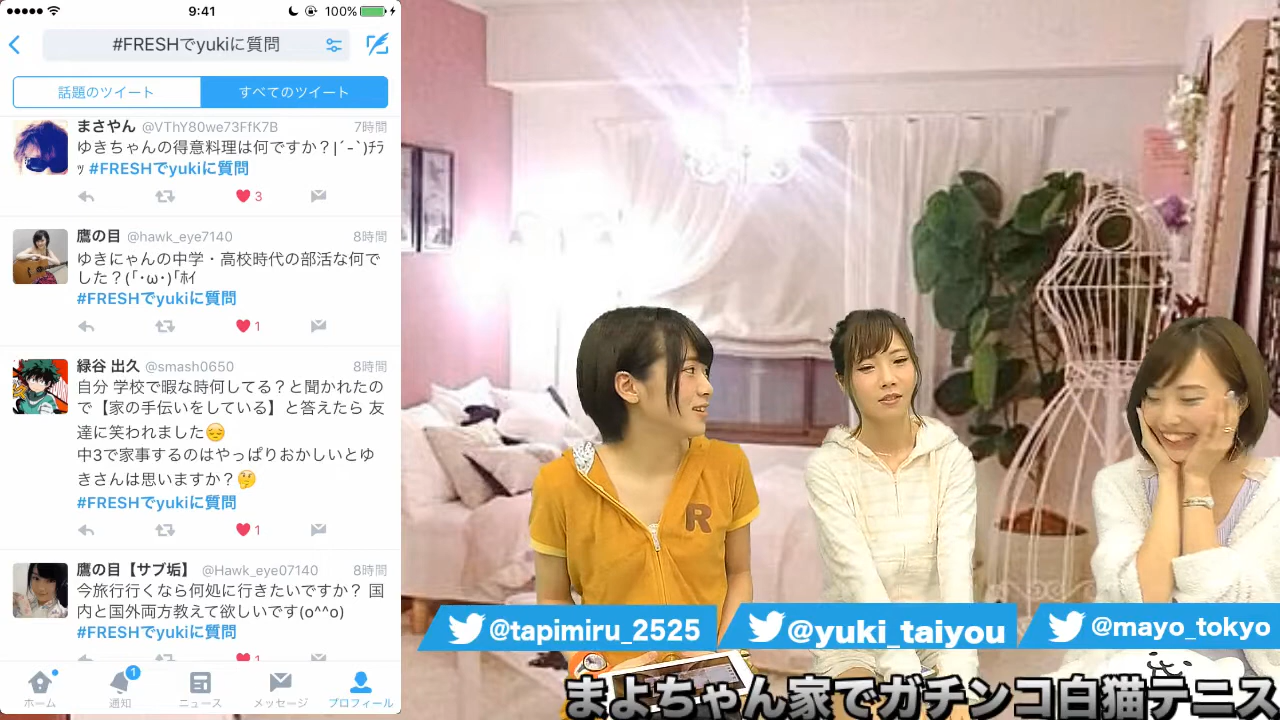 9:41
100%
#FRESHでyukiに質問
話題のツイート
すべてのツイート
まさやん @VThY80we73FfK7B 7時間
ゆきちゃんの得意料理は何ですか？|´-`)ﾁﾗ
ｯ #FRESHでyukiに質問
3
鷹の目 @hawk_eye7140 8時間
ゆきにゃんの中学・高校時代の部活な何で
した？(｢･ω･)｢ﾎｲ
#FRESHでyukiに質問
1
緑谷 出久 @smash0650 8時間
自分 学校で暇な時何してる？と聞かれたの
で【家の手伝いをしている】と答えたら 友
達に笑われました😔
中3で家事するのはやっぱりおかしいとゆ
きさんは思いますか？🤔
#FRESHでyukiに質問
1
鷹の目【サブ垢】 @Hawk_eye07140 8時間
今旅行行くなら何処に行きたいですか？ 国
内と国外両方教えて欲しいです(o^^o)
#FRESHでyukiに質問
1
1
ホーム
通知
ニュース
メッセージ
プロフィール
R
@tapimiru_2525
@yuki_taiyou
@mayo_tokyo
まよちゃん家でガチンコ白猫テニス